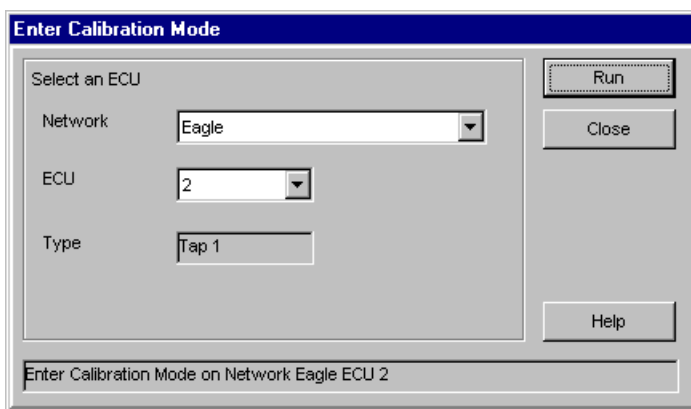 Enter Calibration Mode
Select an ECU
Run
Network
Eagle
Close
ECU
2
Type
Tap 1
Help
Enter Calibration Mode on Network Eagle ECU 2